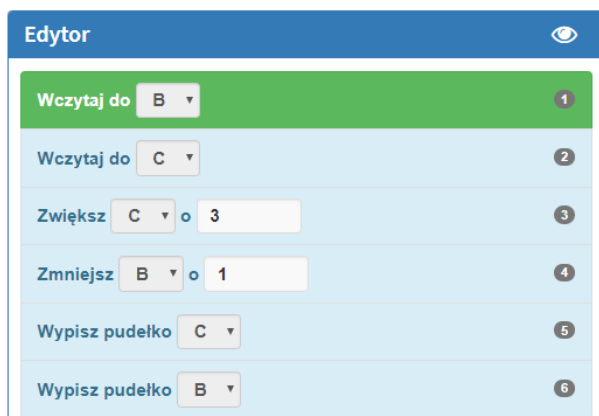 Edytor
Wczytaj do B 1
Wczytaj do C 2
Zwiększ C o 3 3
Zmniejsz B o 1 4
Wypisz pudełko C 5
Wypisz pudełko B 6